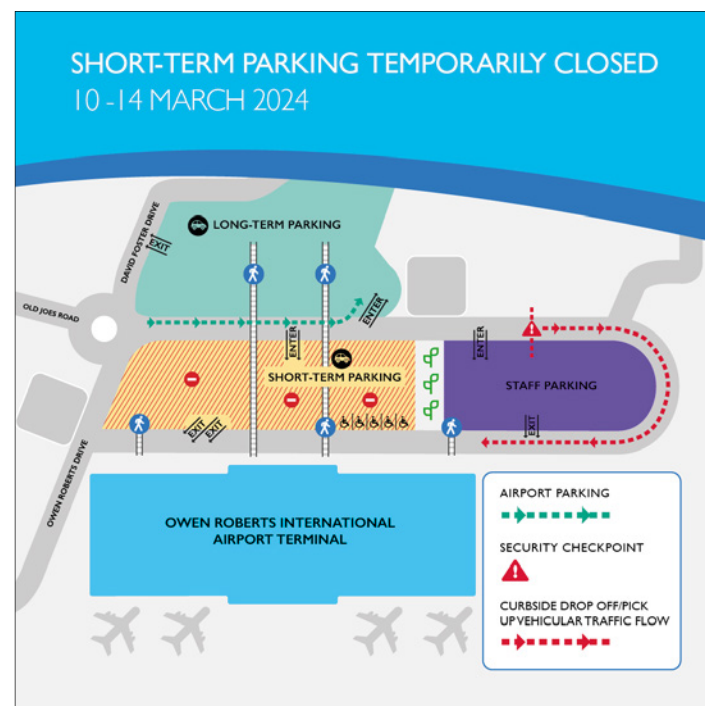 SHORT-TERM PARKING TEMPORARILY CLOSED
10 -14 MARCH 2024
DAVID FOSTER DRIVE
EXIT
LONG-TERM PARKING
OLD JOES ROAD
ENTER
ENTER
ENTER
SHORT-TERM PARKING
STAFF PARKING
EXIT
EXIT
EXIT
OWEN ROBERTS DRIVE
OWEN ROBERTS INTERNATIONAL
AIRPORT TERMINAL
AIRPORT PARKING
SECURITY CHECKPOINT
CURBSIDE DROP OFF/PICK
UP VEHICULAR TRAFFIC FLOW